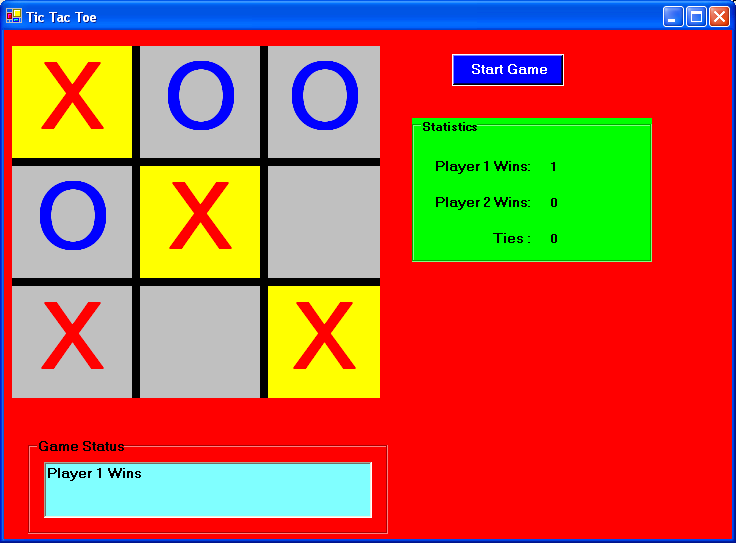 Tic Tac Toe
X O O
O X
X X
Start Game
Statistics
Player 1 Wins: 1
Player 2 Wins: 0
Ties : 0
Game Status
Player 1 Wins